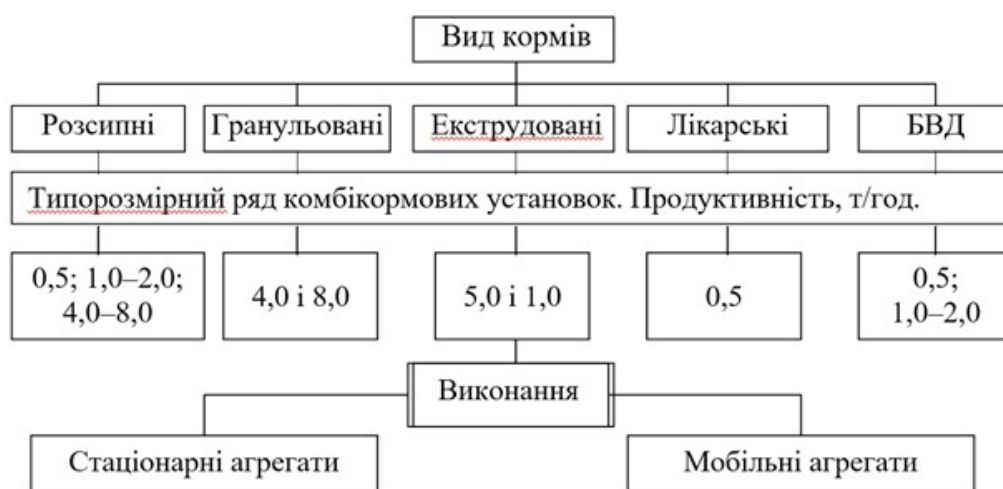 Вид кормів
Розсипні
Гранульовані
Екструдовані
Лікарські
БВД
Типорозмірний ряд комбікормових установок. Продуктивність, т/год.
0,5; 1,0–2,0;
4,0–8,0
4,0 і 8,0
5,0 і 1,0
0,5
0,5;
1,0–2,0
Виконання
Стаціонарні агрегати
Мобільні агрегати